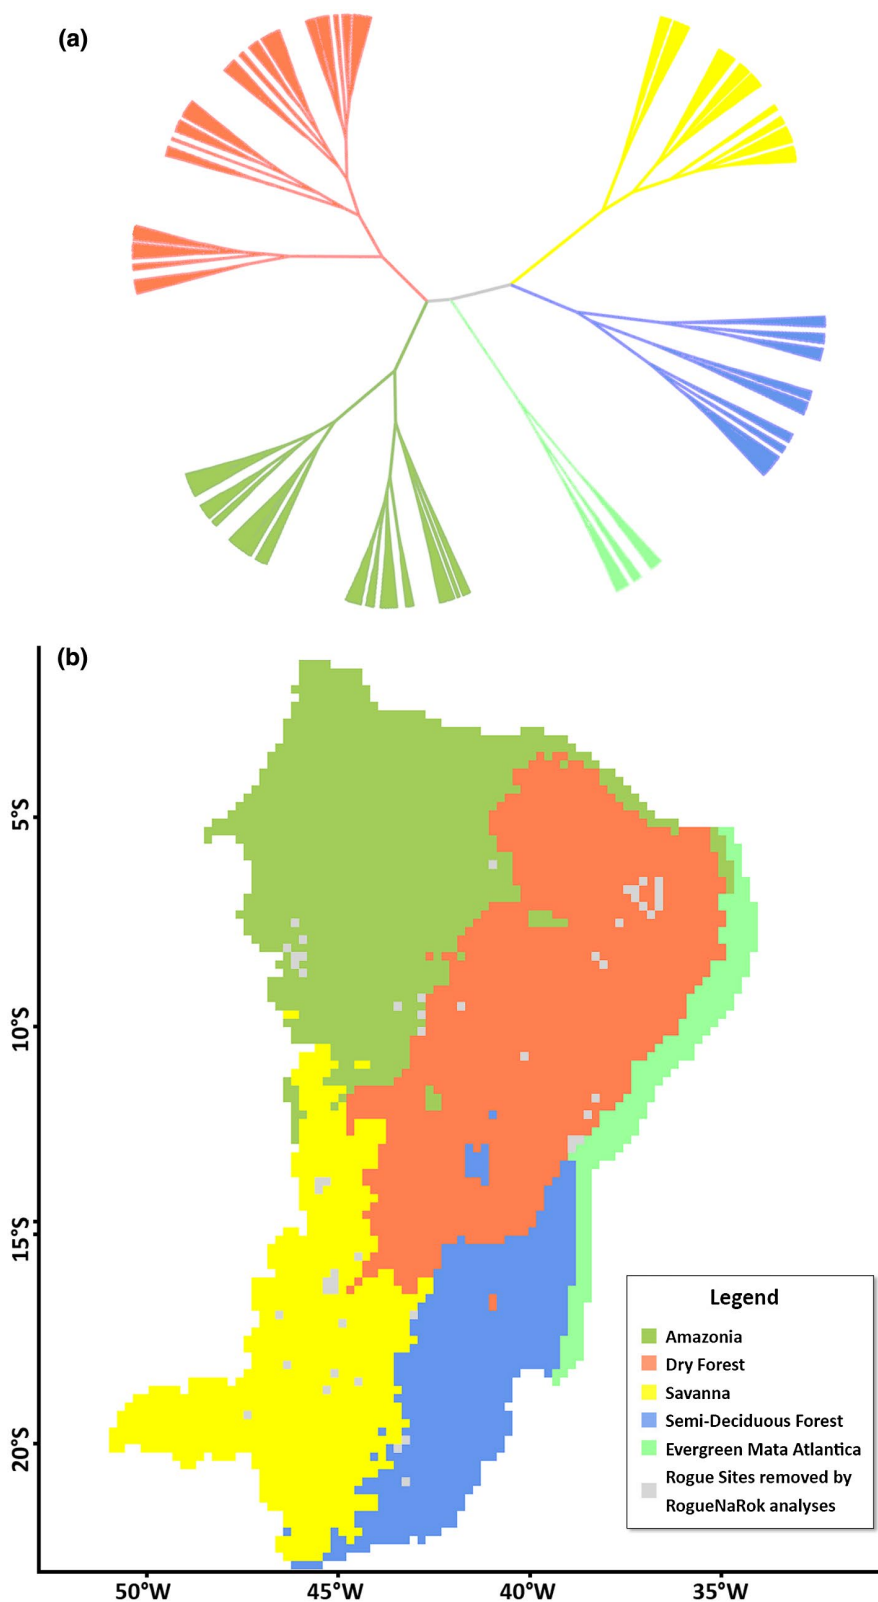 (a)
(b)
5°S
10°S
15°S
20°S
Legend
Amazonia
Dry Forest
Savanna
Semi-Deciduous Forest
Evergreen Mata Atlantica
Rogue Sites removed by
RogueNaRok analyses
50°W
45°W
40°W
35°W